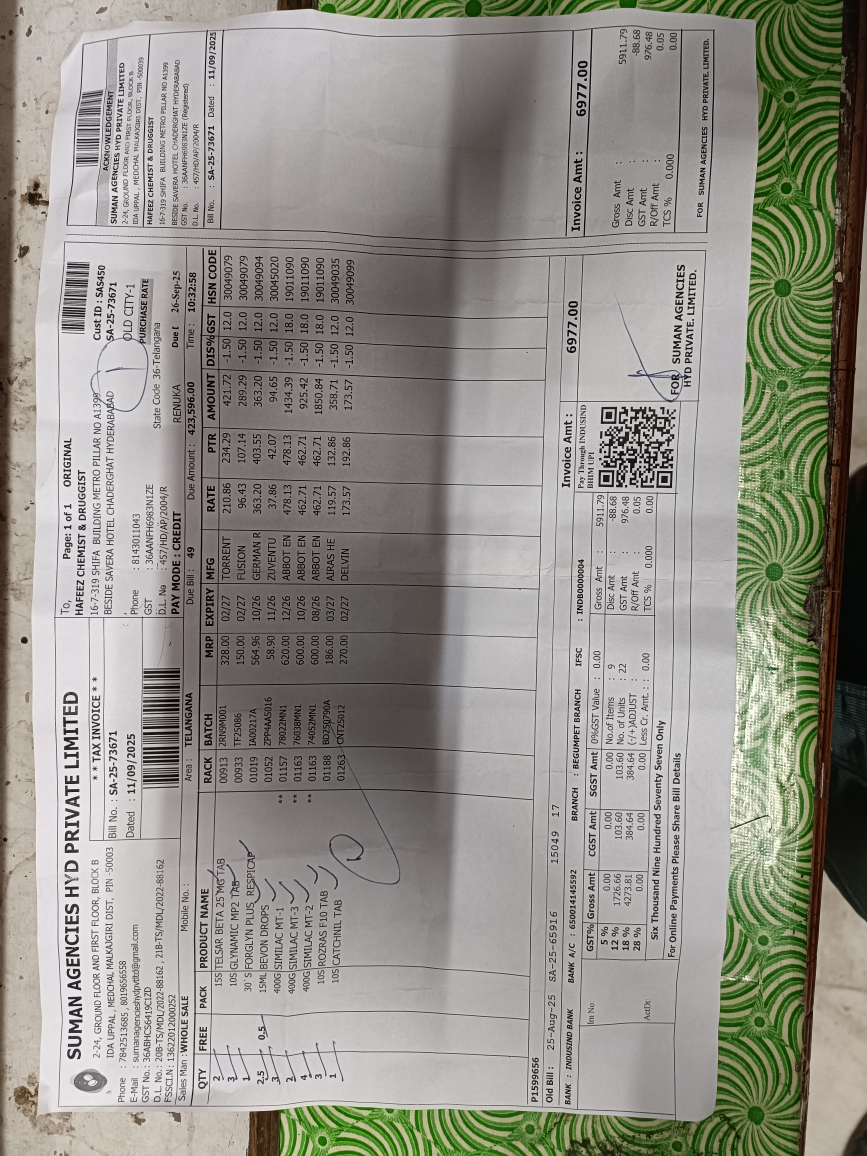 SUMAN AGENCIES HYD PRIVATE LIMITED
2-24, GROUND FLOOR AND FIRST FLOOR, BLOCK B
IDA UPPAL, MEDCHAL MALKAJGIRI DIST, PIN -50003
Phone : 7842513685, 8019656558
E-Mail : sumanagencieshydpvtltd@gmail.com
GST No.: 36ABHCS6419C1ZD
D.L. No.: 20B-TS/MDL/2022-88162, 21B-TS/MDL/2022-88162
FSSCI.N : 13622012000252
* * TAX INVOICE * *
Bill No. : SA-25-73671
Dated : 11/09/2025
To, Page: 1 of 1 ORIGINAL
HAFEEZ CHEMIST & DRUGGIST
16-7-319 SHIFA BUILDING METRO PILLAR NO A1399
BESIDE SAVERA HOTEL CHADERGHAT HYDERABABAD
,
Phone : 8143011043
GST : 36AANFH6983N1ZE
D.L. No : 457/HD/AP/2004/R
State Code 36-Telangana
Cust ID : SAS450
SA-25-73671
OLD CITY-1
PURCHASE RATE
PAY MODE : CREDIT RENUKA Due t 26-Sep-25
Sales Man : WHOLE SALE Mobile No. : Area : TELANGANA Due Bill : 49 Due Amount : 423,596.00 Time : 10:32:58
QTY FREE PACK PRODUCT NAME RACK BATCH MRP EXPIRY MFG RATE PTR AMOUNT DIS% GST HSN CODE
2 15S TELSAR BETA 25 MG TAB 00913 2RN9M001 328.00 02/27 TORRENT 210.86 234.29 421.72 -1.50 12.0 30049079
3 10S GLYNAMIC MP2 TAB 00933 TF25086 150.00 02/27 FUSION 96.43 107.14 289.29 -1.50 12.0 30049079
1 30`S FORGLYN PLUS RESPICAP 01019 IA00217A 564.96 10/26 GERMAN R 363.20 403.55 363.20 -1.50 12.0 30049094
2.5 0.5 15ML BEVON DROPS 01052 ZPP4AA5016 58.90 11/26 ZUVENTU 37.86 42.07 94.65 -1.50 12.0 30045020
3 400G SIMILAC MT-1 ** 01157 78022MN1 620.00 12/26 ABBOT EN 478.13 478.13 1434.39 -1.50 18.0 19011090
2 400G SIMILAC MT-3 ** 01163 76038MN1 600.00 10/26 ABBOT EN 462.71 462.71 925.42 -1.50 18.0 19011090
4 400G SIMILAC MT-2 ** 01163 74052MN1 600.00 08/26 ABBOT EN 462.71 462.71 1850.84 -1.50 18.0 19011090
3 10S ROZRAS F10 TAB 01188 BD250790A 186.00 03/27 AIRAS HE 119.57 132.86 358.71 -1.50 12.0 30049035
1 10S CATCHNIL TAB 01263 CNT25012 270.00 02/27 DELVIN 173.57 192.86 173.57 -1.50 12.0 30049099
P1599656
Old Bill : 25-Aug-25 SA-25-65916 15049 17
Invoice Amt : 6977.00
BANK : INDUSIND BANK BANK A/C : 650014145592 BRANCH : BEGUMPET BRANCH IFSC : INDB0000004
Pay Through INDUSIND
BHIM UPI
Irn No
ActDt
GST% Gross Amt CGST Amt SGST Amt
5 % 0.00 0.00 0.00
12 % 1726.66 103.60 103.60
18 % 4273.81 384.64 384.64
28 % 0.00 0.00 0.00
0%GST Value : 0.00
No.of Items : 9
No. of Units : 22
(-/+)ADJUST :
Less Cr. Amt. : : 0.00
Gross Amt : 5911.79
Disc Amt : -88.68
GST Amt : 976.48
R/Off Amt : 0.05
TCS % 0.000 0.00
Six Thousand Nine Hundred Seventy Seven Only
For Online Payments Please Share Bill Details
FOR SUMAN AGENCIES
HYD PRIVATE. LIMITED.
ACKNOWLEDGEMENT
SUMAN AGENCIES HYD PRIVATE LIMITED
2-24, GROUND FLOOR AND FIRST FLOOR, BLOCK B
IDA UPPAL, MEDCHAL MALKAJGIRI DIST, PIN -500039
HAFEEZ CHEMIST & DRUGGIST
16-7-319 SHIFA BUILDING METRO PILLAR NO A1399
BESIDE SAVERA HOTEL CHADERGHAT HYDERABABAD
GST No. : 36AANFH6983N1ZE (Registered)
D.L. No. : 457/HD/AP/2004/R
Bill No. : SA-25-73671 Dated : 11/09/2025
Invoice Amt : 6977.00
Gross Amt : 5911.79
Disc Amt : -88.68
GST Amt : 976.48
R/Off Amt : 0.05
TCS % 0.000 0.00
FOR SUMAN AGENCIES HYD PRIVATE. LIMITED.